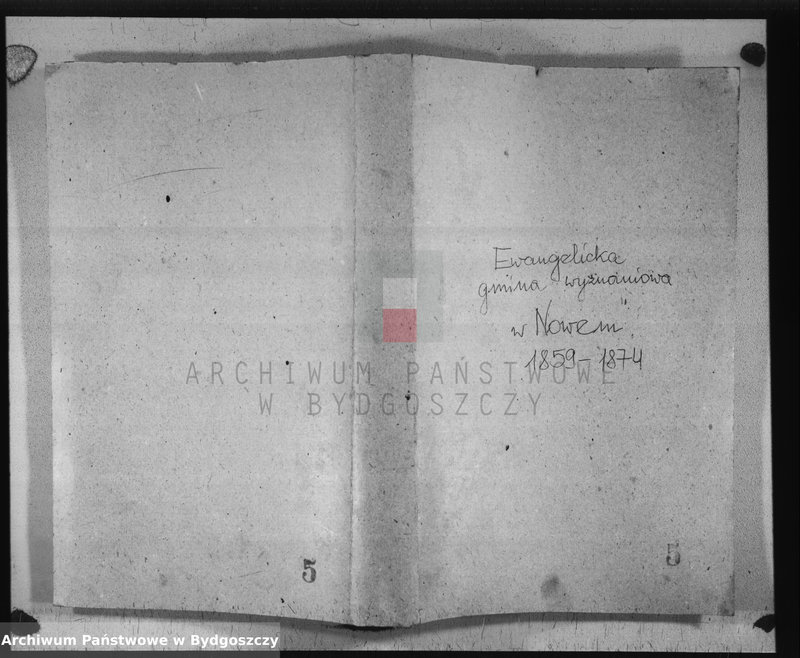 Ewangelicka
gmina wyznaniowa
w Nowem
1859-1874
ARCHIWUM PAŃSTWOWE
W BYDGOSZCZY
5
5
Archiwum Państwowe w Bydgoszczy